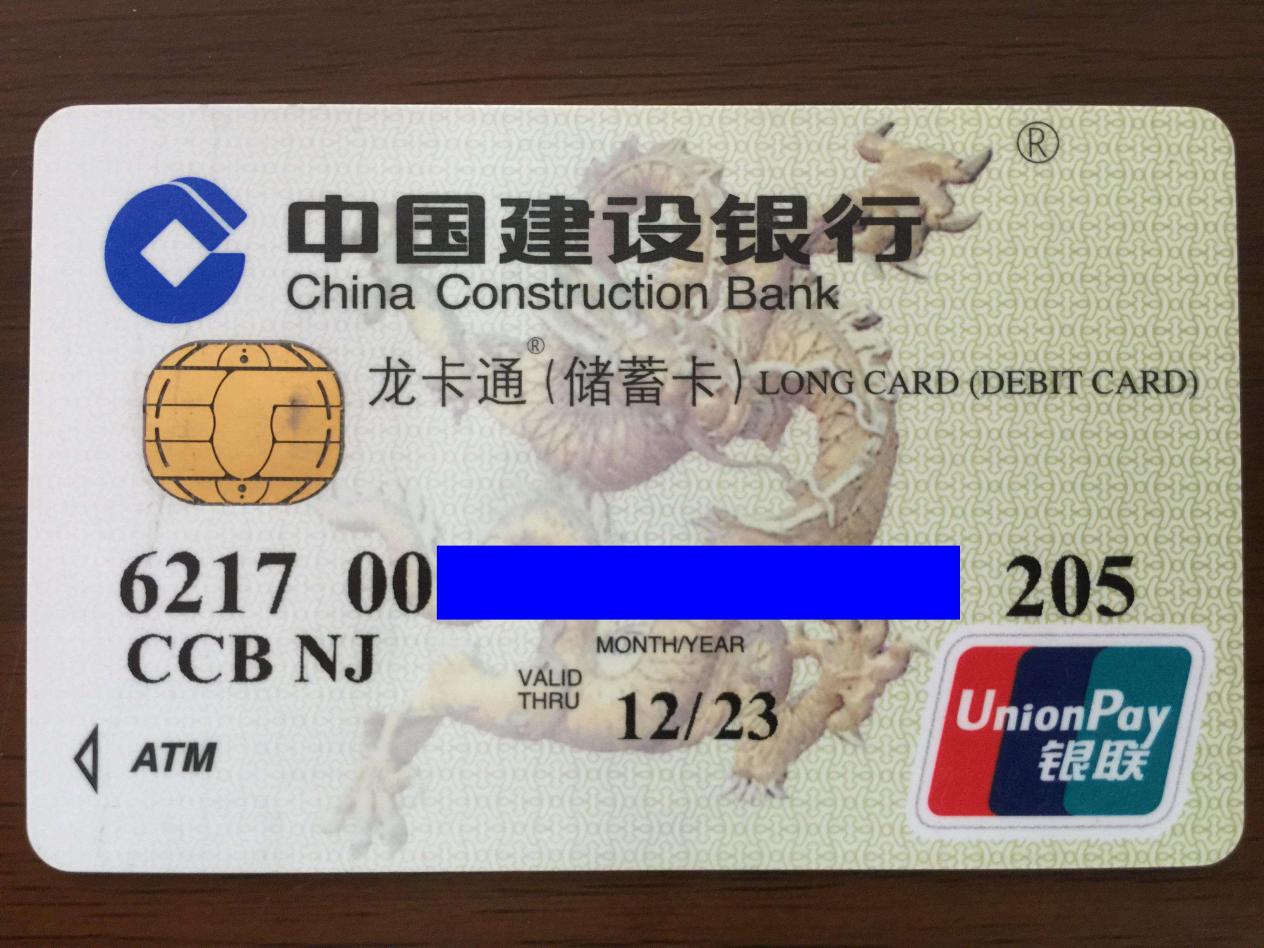 ®
中国建设银行
China Construction Bank
龙卡通®(储蓄卡) LONG CARD (DEBIT CARD)
6217 00 205
CCB NJ
MONTH/YEAR
VALID
THRU
12/23
ATM
UnionPay
银联